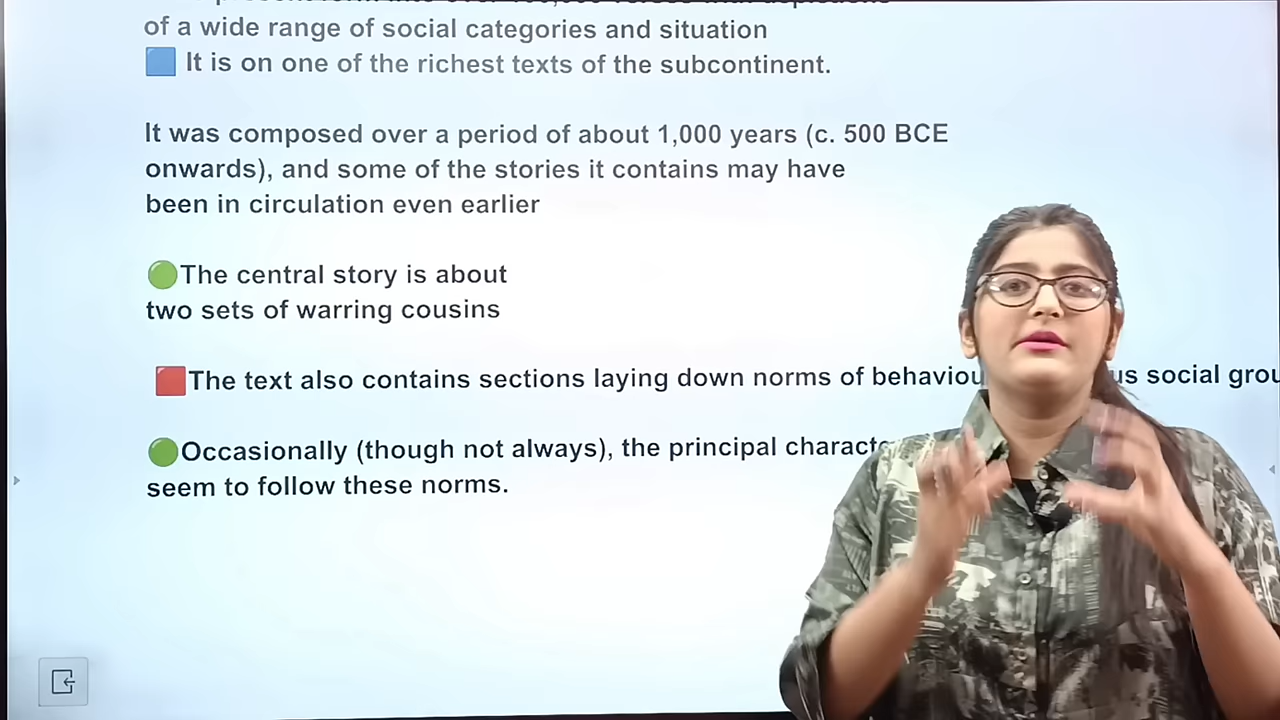 of a wide range of social categories and situation
It is on one of the richest texts of the subcontinent.
It was composed over a period of about 1,000 years (c. 500 BCE
onwards), and some of the stories it contains may have
been in circulation even earlier
The central story is about
two sets of warring cousins
The text also contains sections laying down norms of behaviou us social grou
Occasionally (though not always), the principal characte
seem to follow these norms.